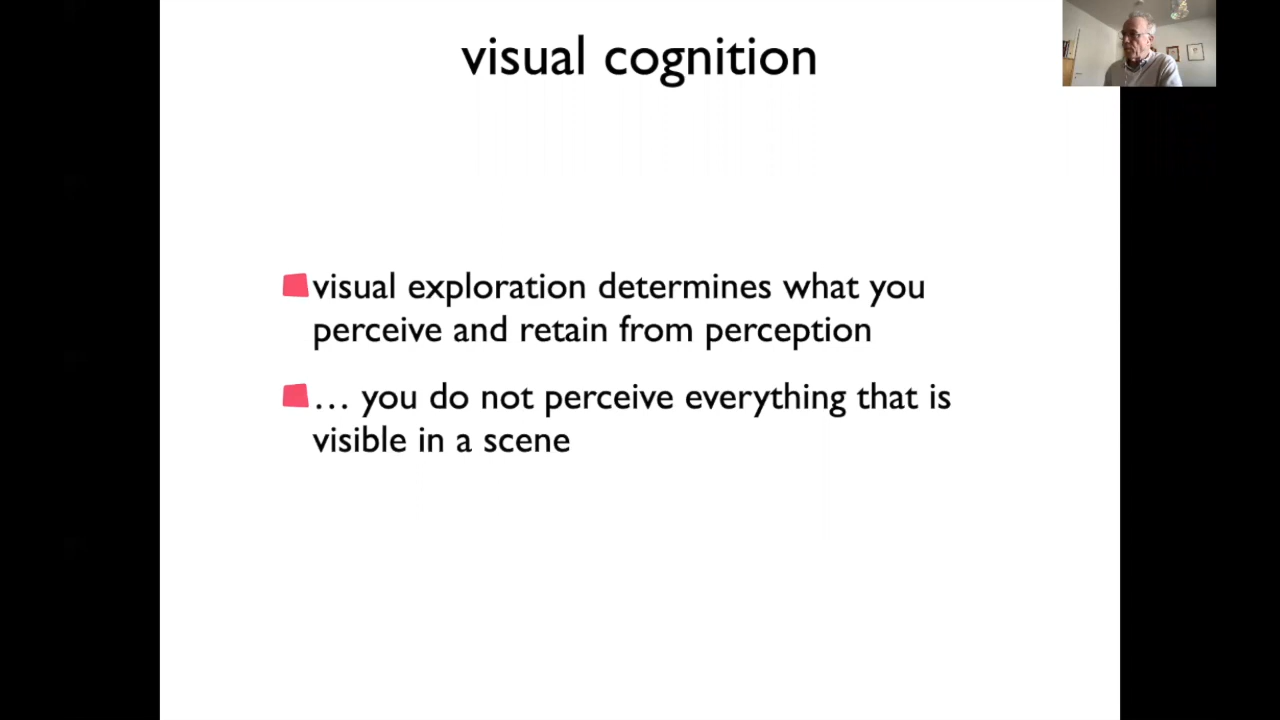 visual cognition
visual exploration determines what you
perceive and retain from perception
… you do not perceive everything that is
visible in a scene